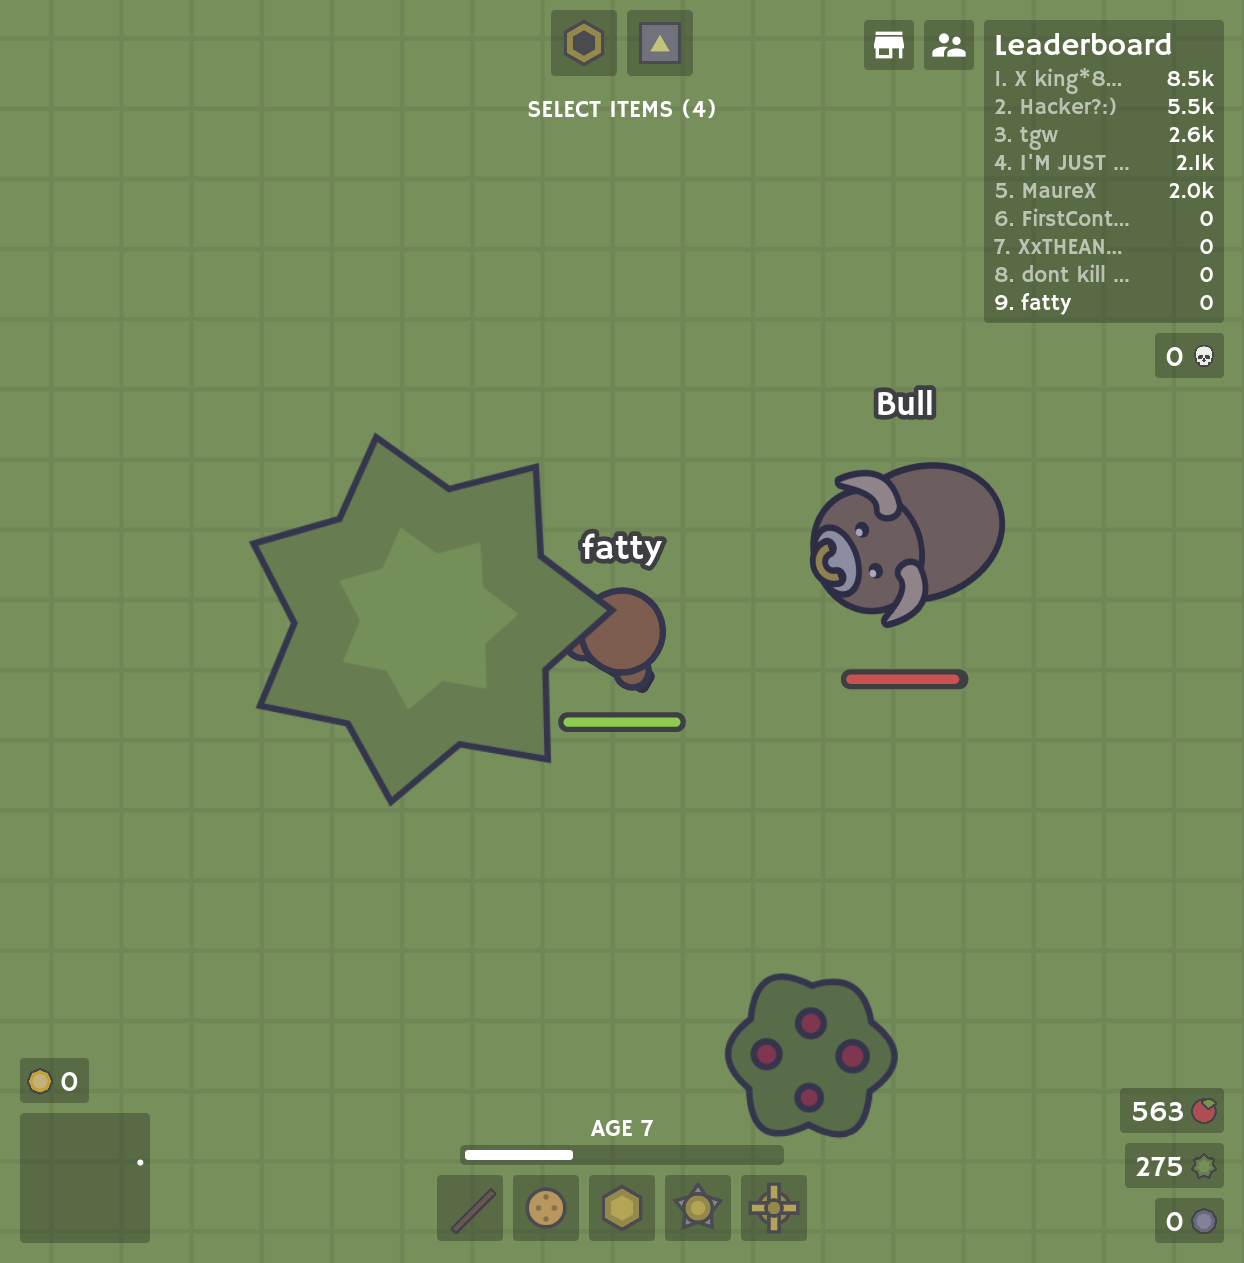 SELECT ITEMS (4)
Leaderboard
1. X king*8... 8.5k
2. Hacker?:) 5.5k
3. tgw 2.6k
4. I'M JUST ... 2.1k
5. MaureX 2.0k
6. FirstCont... 0
7. XxTHEAN... 0
8. dont kill ... 0
9. fatty 0
0
Bull
fatty
0
AGE 7
563
275
0